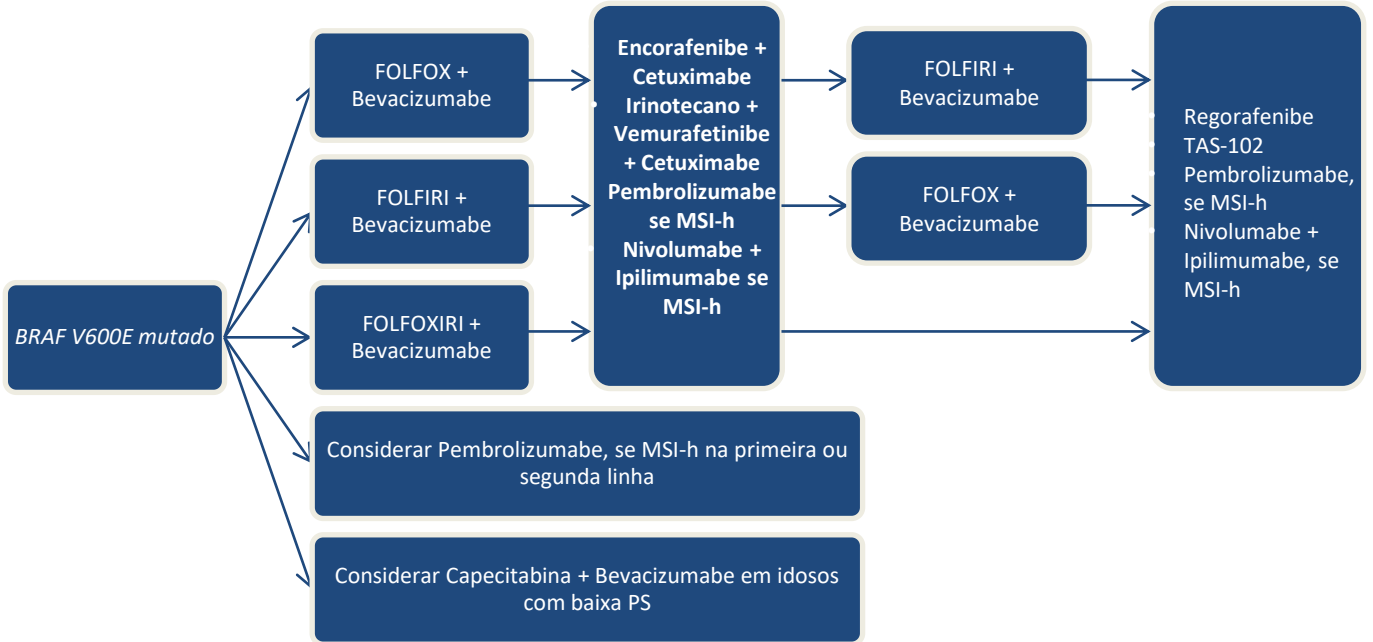 BRAF V600E mutado
FOLFOX +
Bevacizumabe
FOLFIRI +
Bevacizumabe
FOLFOXIRI +
Bevacizumabe
Considerar Pembrolizumabe, se MSI-h na primeira ou
segunda linha
Considerar Capecitabina + Bevacizumabe em idosos
com baixa PS
Encorafenibe +
Cetuximabe
Irinotecano +
Vemurafetinibe
+ Cetuximabe
Pembrolizumabe
se MSI-h
Nivolumabe +
Ipilimumabe se
MSI-h
FOLFIRI +
Bevacizumabe
FOLFOX +
Bevacizumabe
Regorafenibe
TAS-102
Pembrolizumabe,
se MSI-h
Nivolumabe +
Ipilimumabe, se
MSI-h